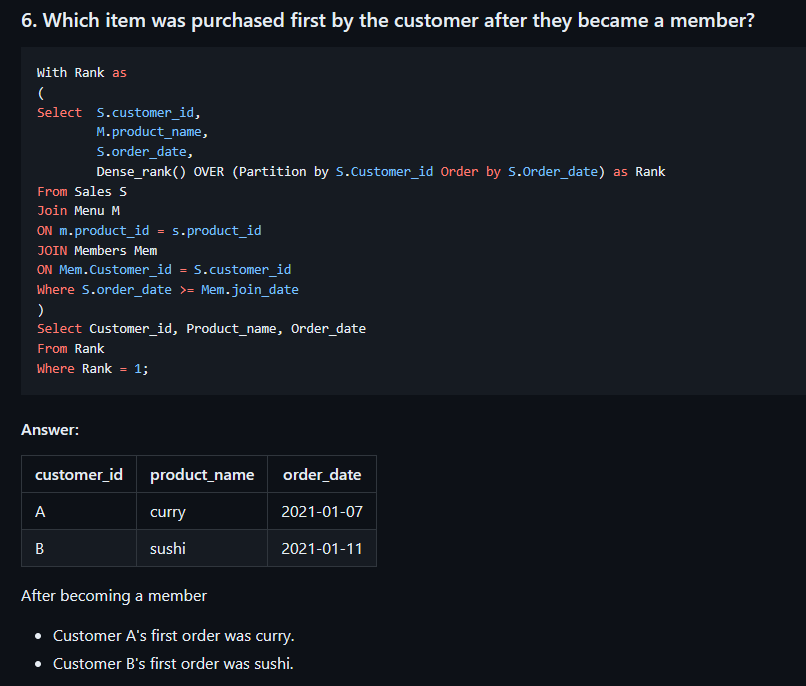 6. Which item was purchased first by the customer after they became a member?
With Rank as
(
Select  S.customer_id,
        M.product_name,
        S.order_date,
        Dense_rank() OVER (Partition by S.Customer_id Order by S.Order_date) as Rank
From Sales S
Join Menu M
ON m.product_id = s.product_id
JOIN Members Mem
ON Mem.Customer_id = S.customer_id
Where S.order_date >= Mem.join_date
)
Select Customer_id, Product_name, Order_date
From Rank
Where Rank = 1;
Answer:
customer_id product_name order_date
A curry 2021-01-07
B sushi 2021-01-11
After becoming a member
• Customer A's first order was curry.
• Customer B's first order was sushi.